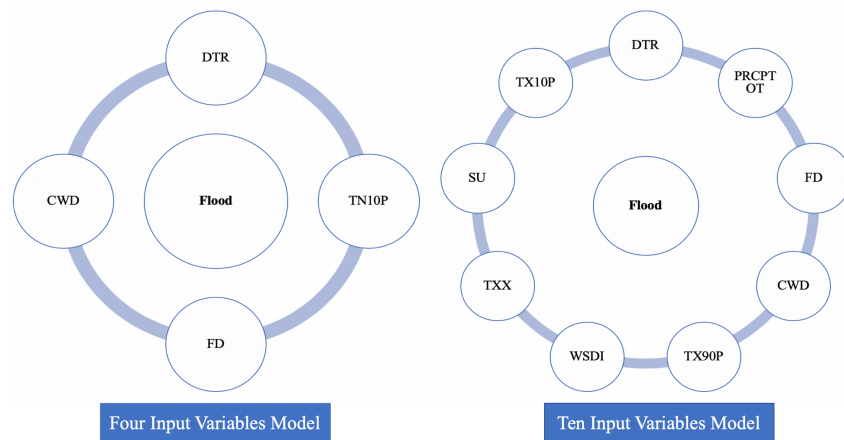 DTR
CWD
Flood
TN10P
FD
Four Input Variables Model
DTR
TX10P
PRCPT
OT
SU
Flood
FD
TXX
CWD
WSDI
TX90P
Ten Input Variables Model